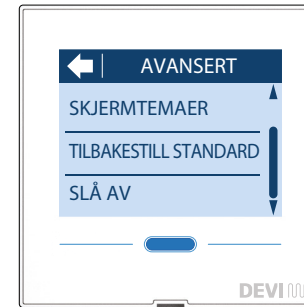 AVANSERT
SKJERMTEMAER
TILBAKESTILL STANDARD
SLÅ AV
DEVI